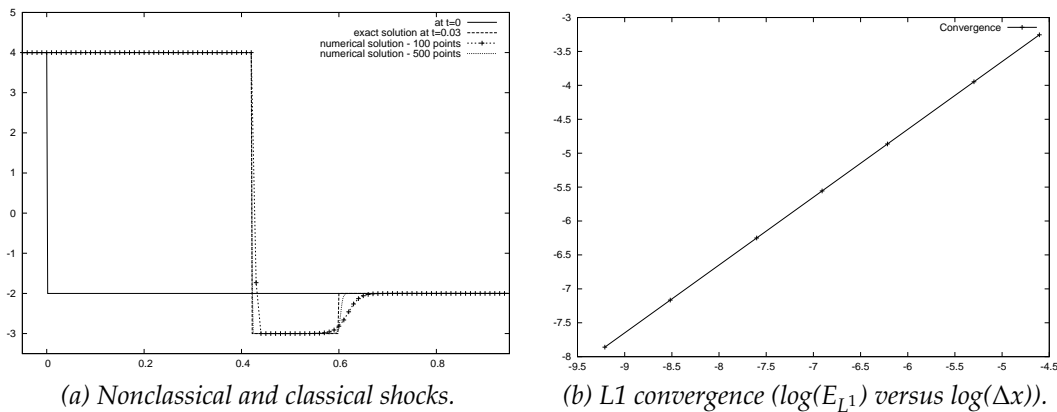 5
4
3
2
1
0
-1
-2
-3
0 0.2 0.4 0.6 0.8
at t=0
exact solution at t=0.03
numerical solution - 100 points
numerical solution - 500 points
(a) Nonclassical and classical shocks.
-3
-3.5
-4
-4.5
-5
-5.5
-6
-6.5
-7
-7.5
-8
-9.5 -9 -8.5 -8 -7.5 -7 -6.5 -6 -5.5 -5 -4.5
Convergence
(b) L1 convergence (log(E_{L^1}) versus log(Δx)).